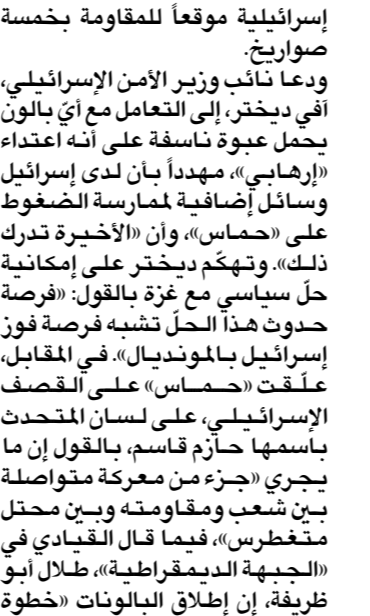 إسرائيلية موقعاً للمقاومة بخمسة
صواريخ.
ودعا نائب وزير الأمن الإسرائيلي،
آفي ديختر، إلى التعامل مع أيّ بالون
يحمل عبوة ناسفة على أنه اعتداء
«إرهابي»، مهدداً بأن لدى إسرائيل
وسائل إضافية لممارسة الضغوط
على «حماس»، وأن «الأخيرة تدرك
ذلك». وتهكّم ديختر على إمكانية
حلّ سياسي مع غزة بالقول: «فرصة
حدوث هذا الحلّ تشبه فرصة فوز
إسرائيل بالمونديال». في المقابل،
علّقت «حماس» على القصف
الإسرائيلي، على لسان المتحدث
باسمها حازم قاسم، بالقول إن ما
يجري «جزء من معركة متواصلة
بين شعب ومقاومته وبين محتل
متغطرس»، فيما قال القيادي في
«الجبهة الديمقراطية»، طلال أبو
ظريفة، إن إطلاق البالونات «خطوة